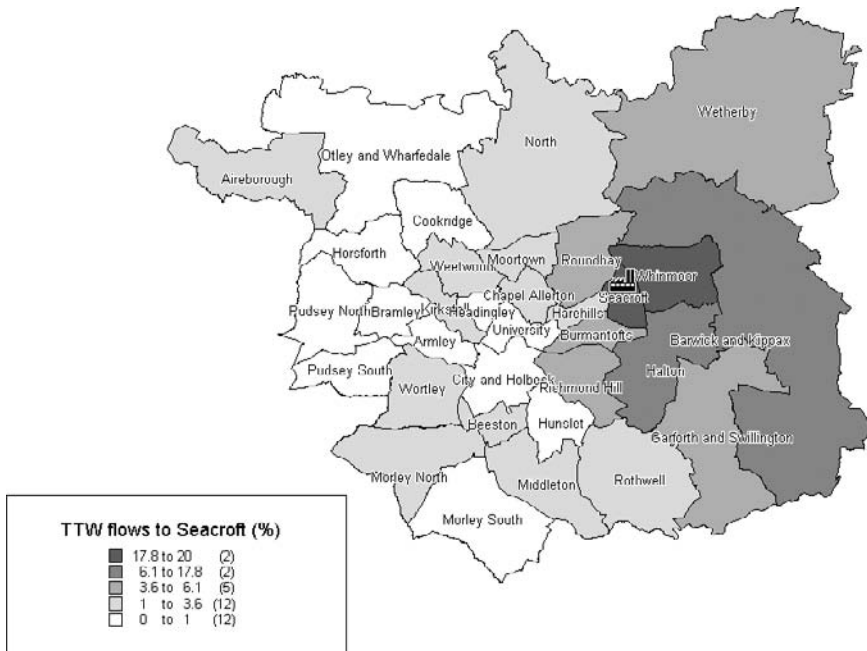 Wetherby
North
Otley and Wharfedale
Aireborough
Cookridge
Horsforth
Moortown
Roundhay
Weetwood
Whinmoor
Chapel Allerton
Seacroft
Pudsey North
Bramley
Kirkstall
Headingley
Harehills
University
Burmantofts
Armley
Barwick and Kippax
Pudsey South
Halton
City and Holbeck
Wortley
Richmond Hill
Beeston
Hunslet
Garforth and Swillington
Morley North
Middleton
Rothwell
Morley South
TTW flows to Seacroft (%)
17.8 to 20 (2)
6.1 to 17.8 (2)
3.6 to 6.1 (5)
1 to 3.6 (12)
0 to 1 (12)